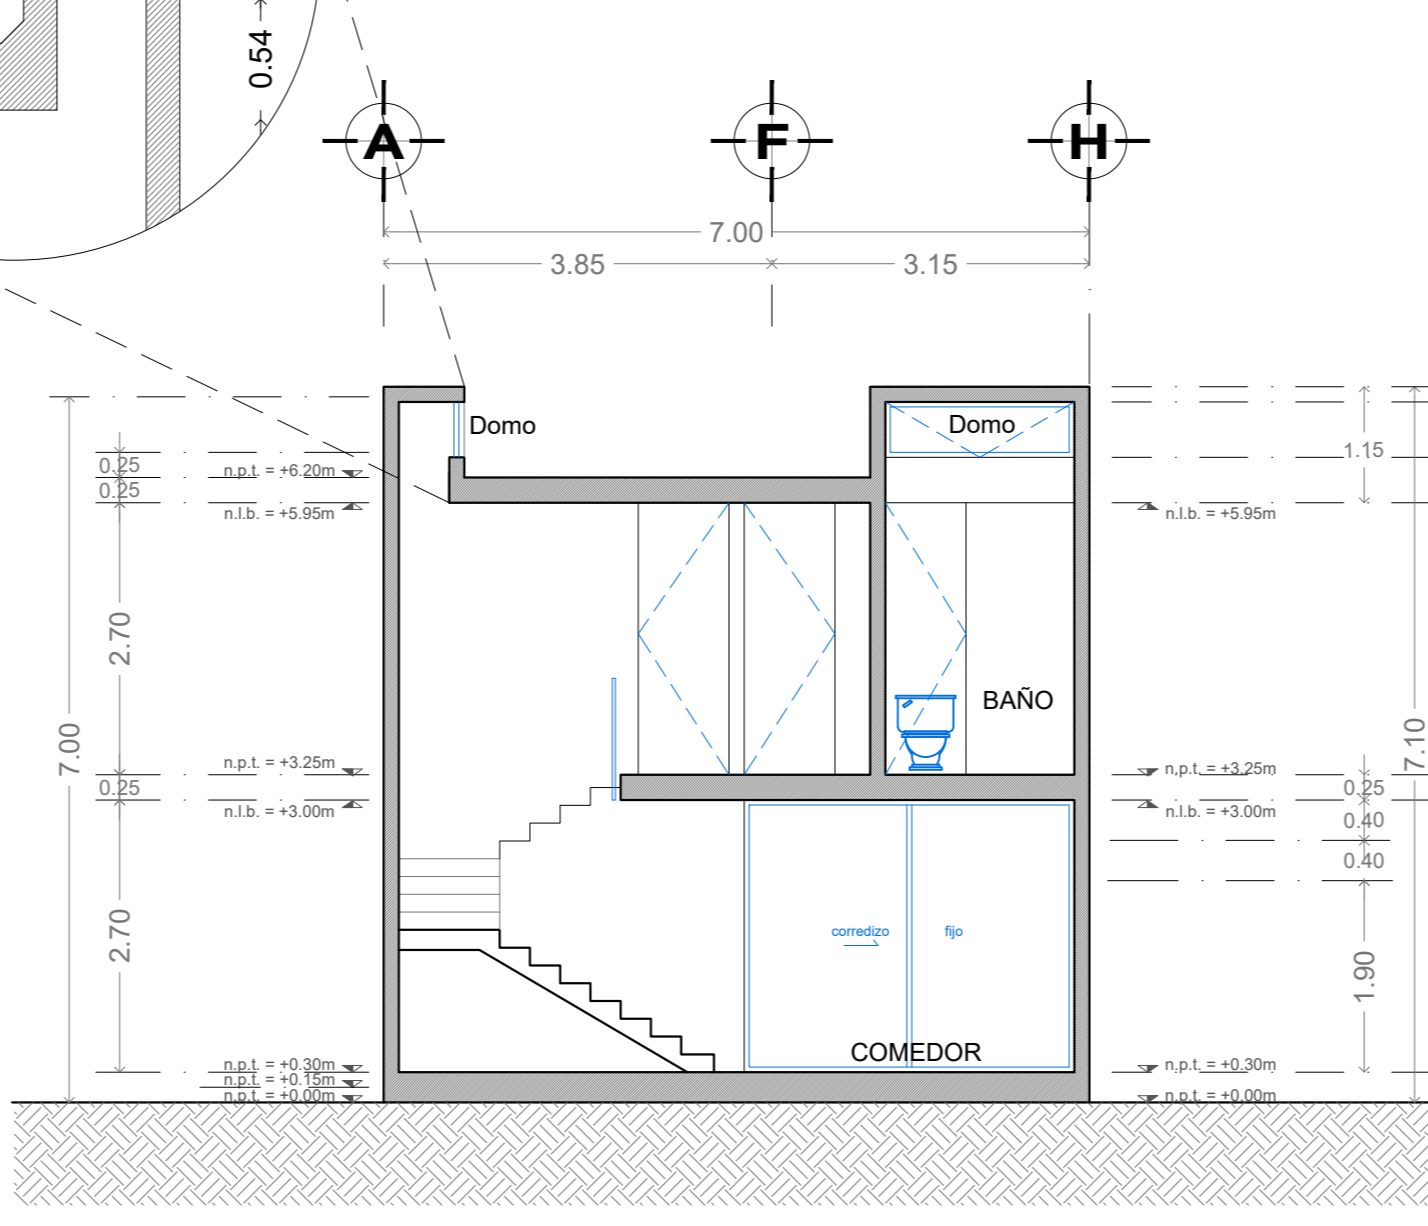 0.54
A F H
7.00
3.85 3.15
Domo Domo
1.15
0.25 n.p.t. = +6.20m
0.25
n.l.b. = +5.95m n.l.b. = +5.95m
2.70
BAÑO
7.00 7.10
n.p.t. = +3.25m n.p.t. = +3.25m
0.25 0.25
n.l.b. = +3.00m n.l.b. = +3.00m
0.40
0.40
2.70
corredizo fijo
1.90
COMEDOR
n.p.t. = +0.30m n.p.t. = +0.30m
n.p.t. = +0.15m
n.p.t. = +0.00m n.p.t. = +0.00m